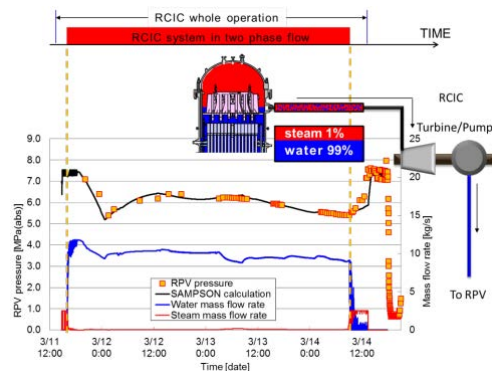 RCIC whole operation
TIME
RCIC system in two phase flow
RCIC
Turbine/Pump
steam 1%
water 99%
To RPV
RPV pressure [MPa(abs)]
9.0
8.0
7.0
6.0
5.0
4.0
3.0
2.0
1.0
0.0
25
20
15
10
5
0
Mass flow rate [kg/s]
RPV pressure
SAMPSON calculation
Water mass flow rate
Steam mass flow rate
3/11 3/12 3/12 3/13 3/13 3/14 3/14
12:00 0:00 12:00 0:00 12:00 0:00 12:00
Time [date]